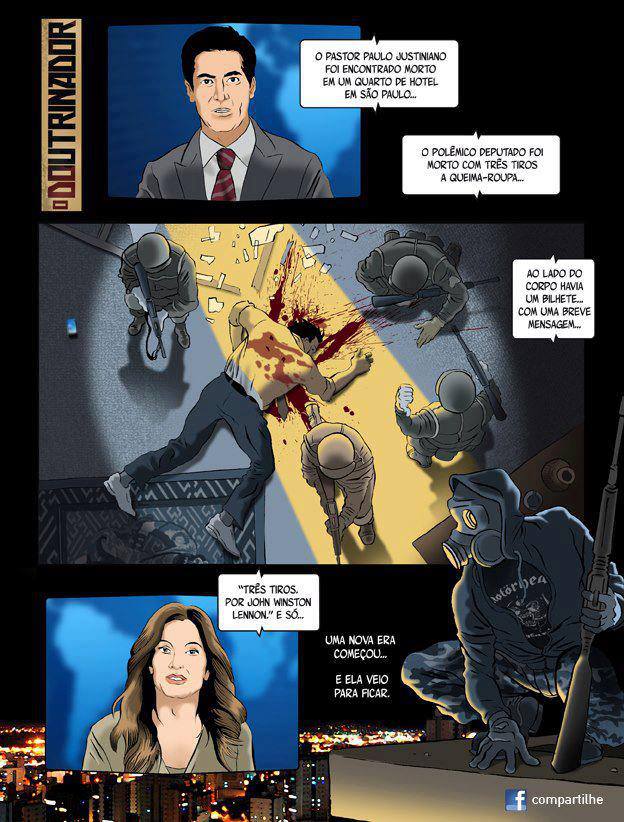 O DOUTRINADOR
O PASTOR PAULO JUSTINIANO
FOI ENCONTRADO MORTO
EM UM QUARTO DE HOTEL
EM SÃO PAULO...
O POLÊMICO DEPUTADO FOI
MORTO COM TRÊS TIROS
A QUEIMA-ROUPA...
AO LADO DO
CORPO HAVIA
UM BILHETE...
COM UMA BREVE
MENSAGEM...
"TRÊS TIROS.
POR JOHN WINSTON
LENNON." E SÓ...
motörhead
UMA NOVA ERA
COMEÇOU...
E ELA VEIO
PARA FICAR.
f compartilhe